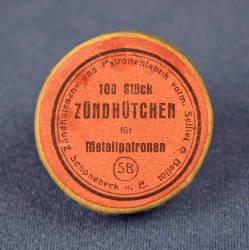 Zündhütchen- und Patronenfabrik vorm. Sellier & Bellot
100 Stück
ZÜNDHÜTCHEN
für
Metallpatronen
SB
Schönebeck a. E.